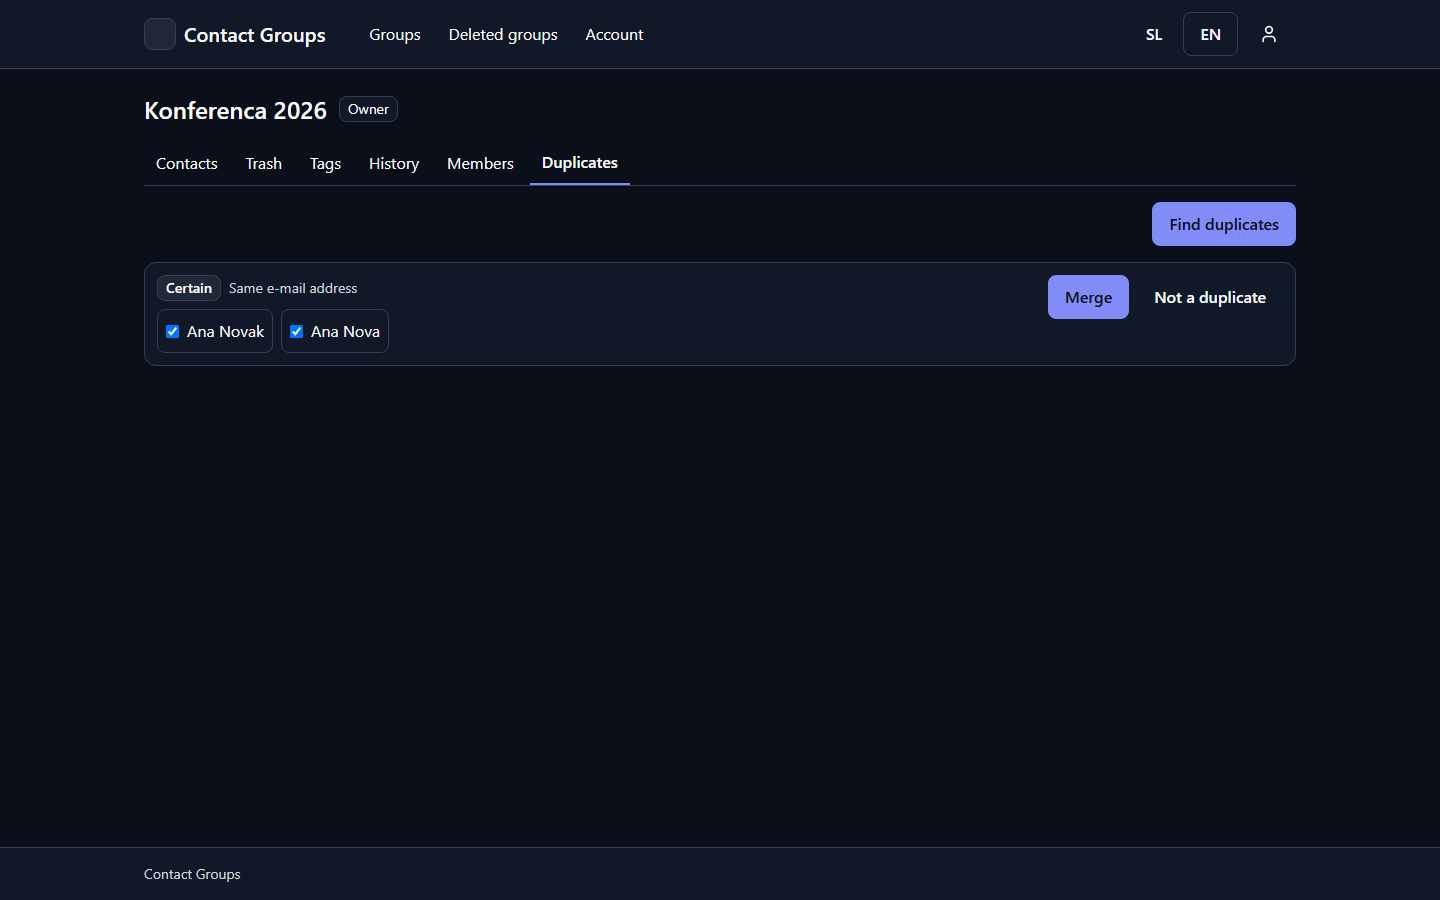 Contact Groups
Groups
Deleted groups
Account
SL
EN
Konferenca 2026
Owner
Contacts
Trash
Tags
History
Members
Duplicates
Find duplicates
Certain
Same e-mail address
Ana Novak
Ana Nova
Merge
Not a duplicate
Contact Groups